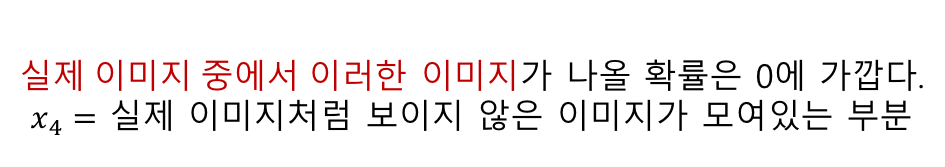 실제 이미지 중에서 이러한 이미지가 나올 확률은 0에 가깝다.
x₄ = 실제 이미지처럼 보이지 않은 이미지가 모여있는 부분